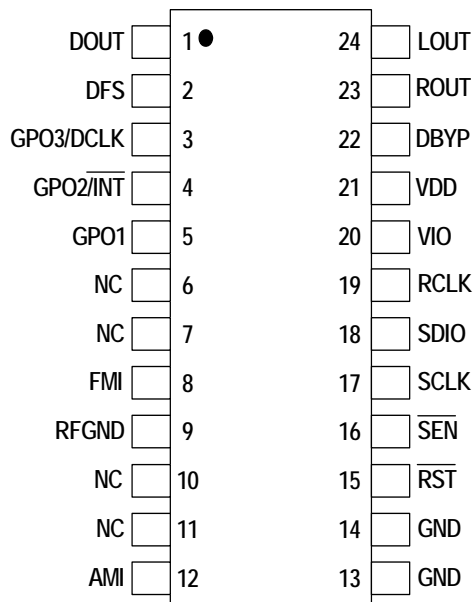 DOUT 1 24 LOUT
DFS 2 23 ROUT
GPO3/DCLK 3 22 DBYP
GPO2/INT 4 21 VDD
GPO1 5 20 VIO
NC 6 19 RCLK
NC 7 18 SDIO
FMI 8 17 SCLK
RFGND 9 16 SEN
NC 10 15 RST
NC 11 14 GND
AMI 12 13 GND